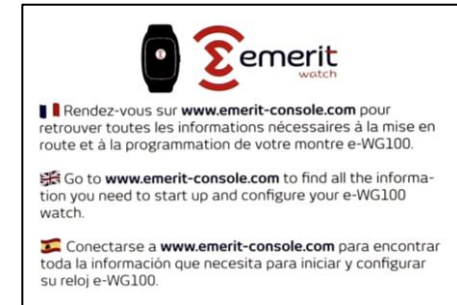 emerit
watch
Rendez-vous sur www.emerit-console.com pour
retrouver toutes les informations nécessaires à la mise en
route et à la programmation de votre montre e-WG100.
Go to www.emerit-console.com to find all the informa-
tion you need to start up and configure your e-WG100
watch.
Conectarse a www.emerit-console.com para encontrar
toda la información que necesita para iniciar y configurar
su reloj e-WG100.